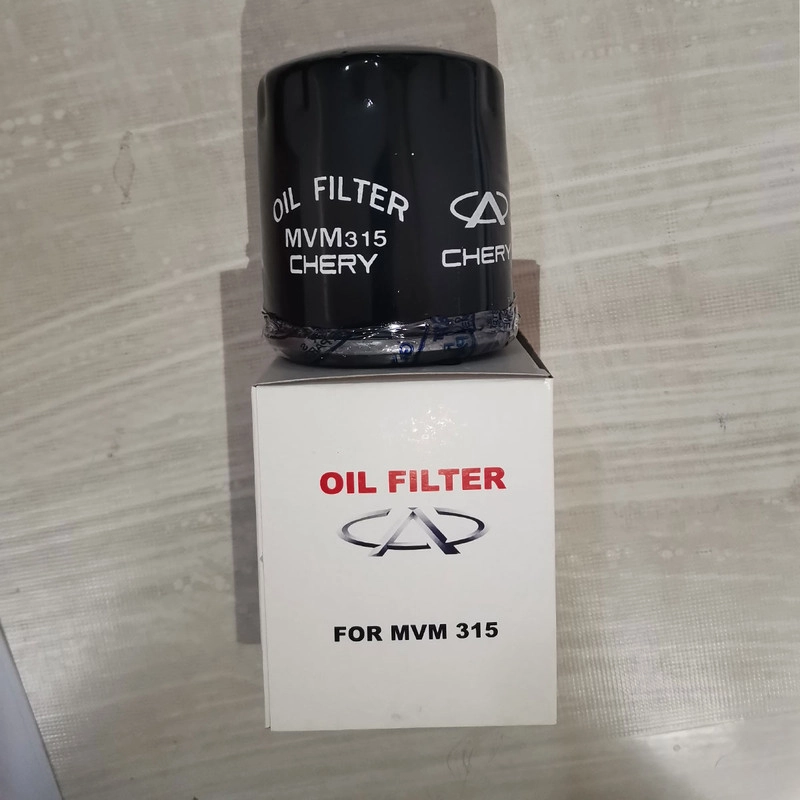 OIL FILTER
MVM315
CHERY
CHERY
OIL FILTER
FOR MVM 315